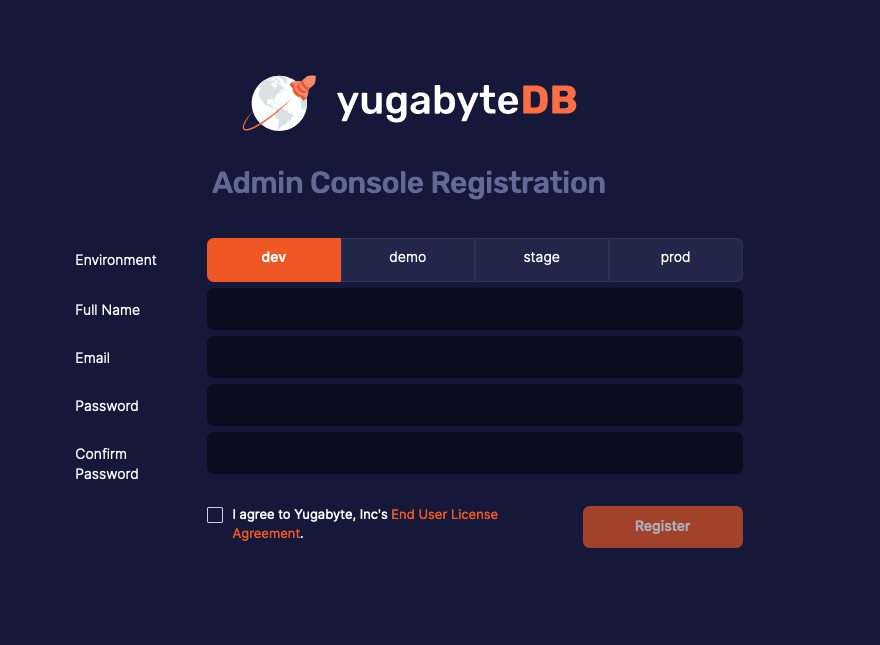 yugabyteDB
Admin Console Registration
Environment dev demo stage prod
Full Name
Email
Password
Confirm
Password
I agree to Yugabyte, Inc's End User License
Agreement.
Register